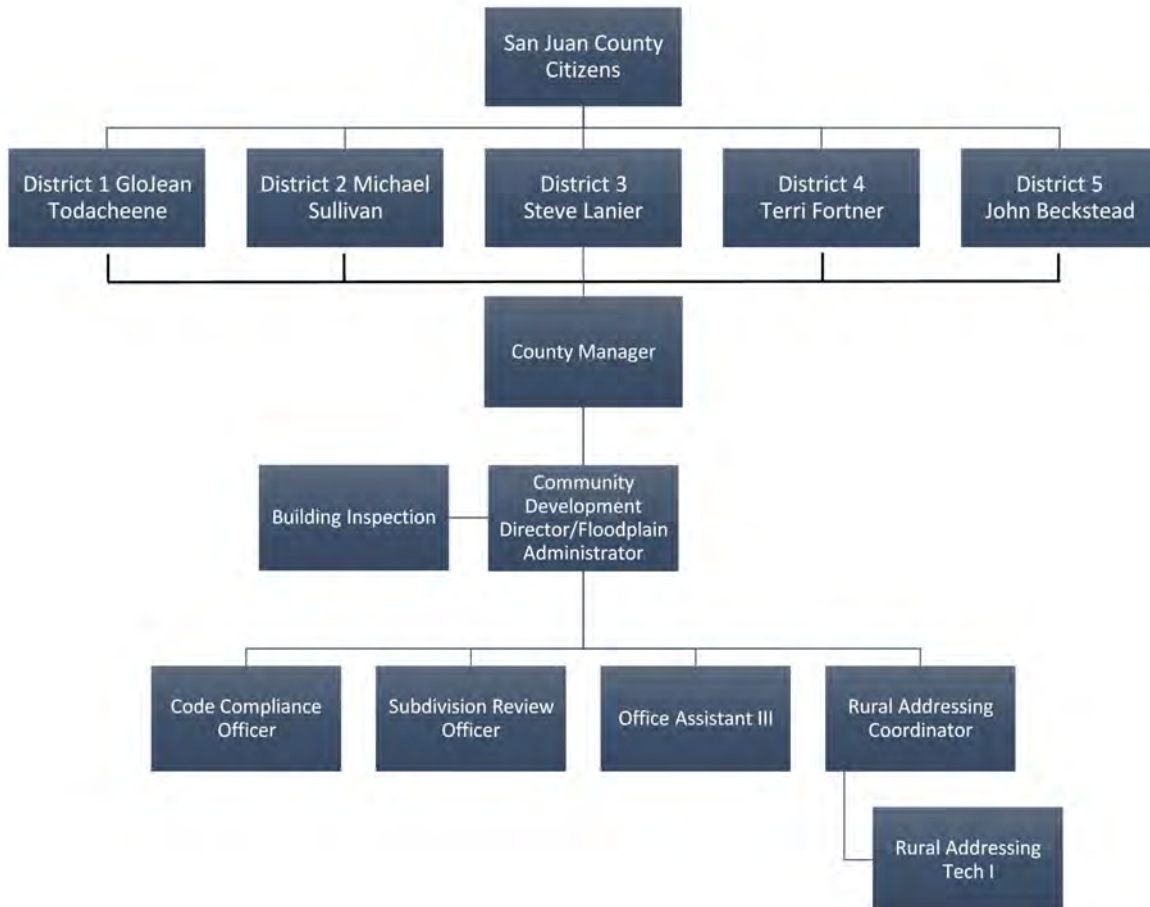 San Juan County
Citizens
District 1 GloJean
Todacheene
District 2 Michael
Sullivan
District 3
Steve Lanier
District 4
Terri Fortner
District 5
John Beckstead
County Manager
Building Inspection
Community
Development
Director/Floodplain
Administrator
Code Compliance
Officer
Subdivision Review
Officer
Office Assistant III
Rural Addressing
Coordinator
Rural Addressing
Tech I